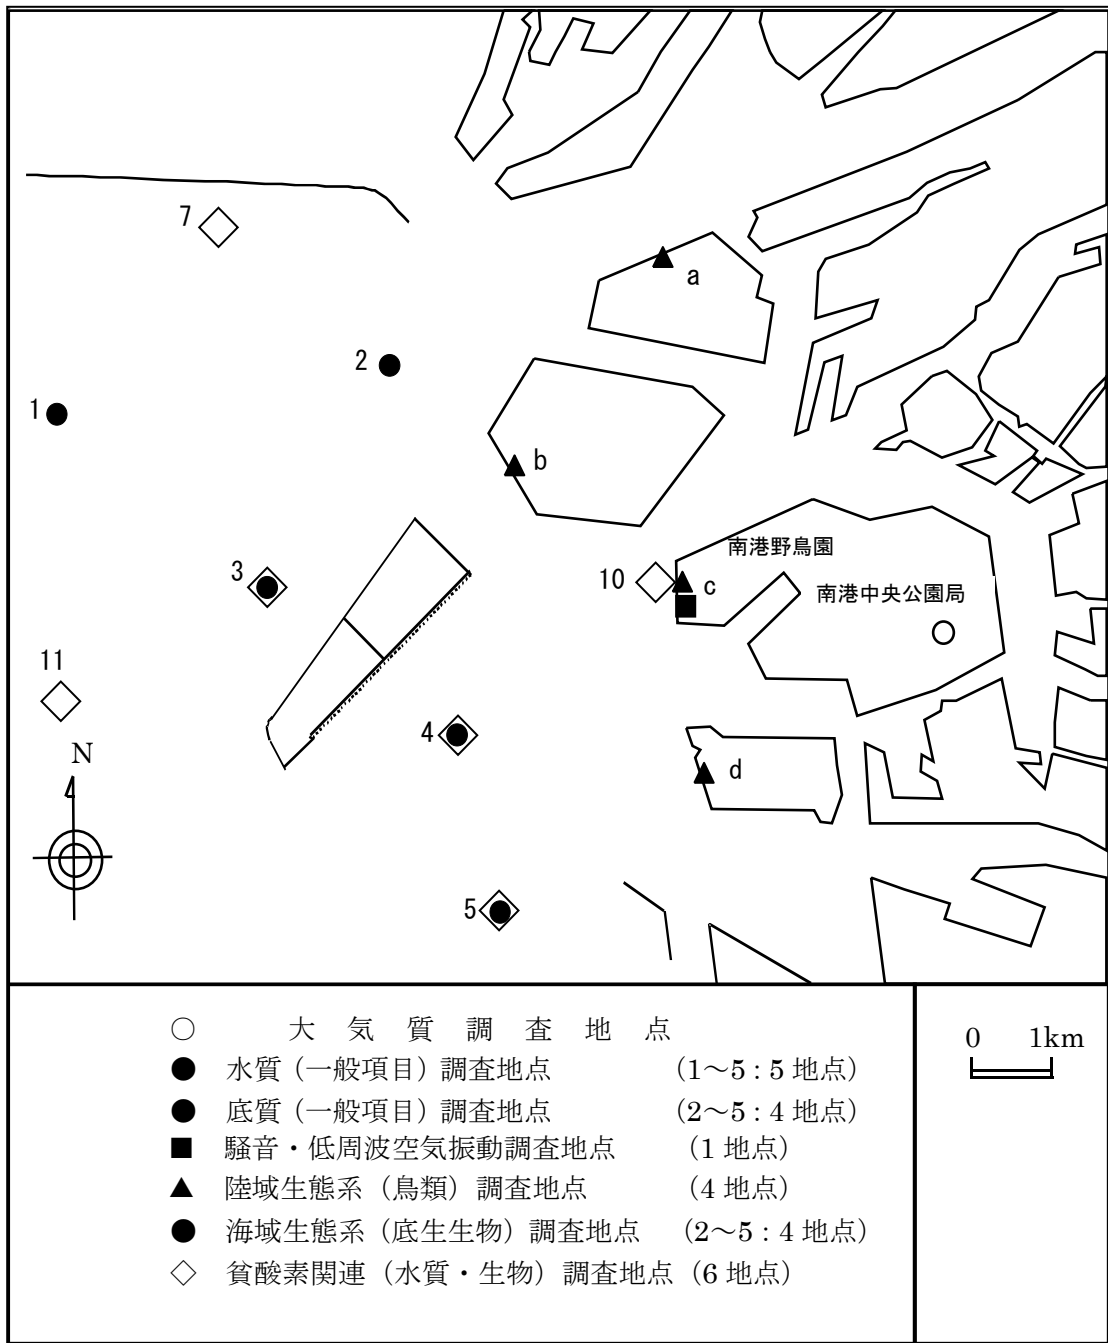 7
a
2
1
b
南港野鳥園
3
10
c
南港中央公園局
11
4
N
d
5
○ 大気質調査地点
● 水質（一般項目）調査地点 （1～5：5地点）
● 底質（一般項目）調査地点 （2～5：4地点）
■ 騒音・低周波空気振動調査地点 （1地点）
▲ 陸域生態系（鳥類）調査地点 （4地点）
● 海域生態系（底生生物）調査地点 （2～5：4地点）
◇ 貧酸素関連（水質・生物）調査地点（6地点）
0 1km